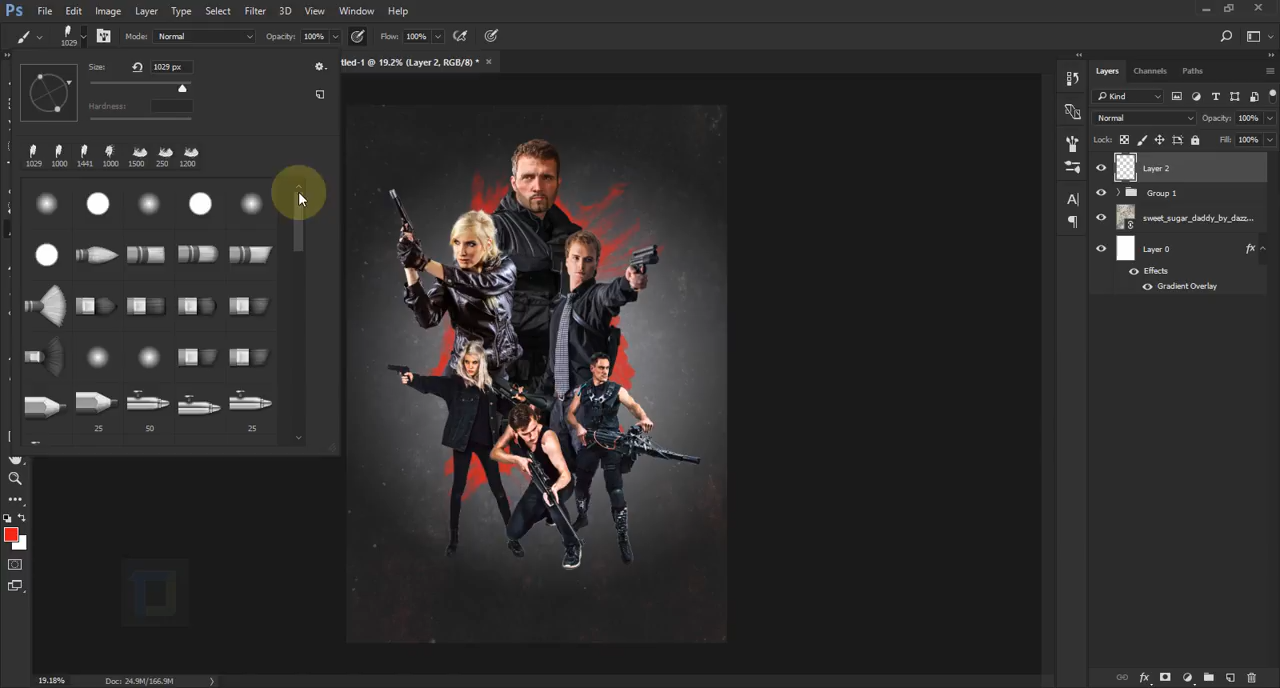 Ps File Edit Image Layer Type Select Filter 3D View Window Help
1029 Mode: Normal Opacity: 100% Flow: 100%
tled-1 @ 19.2% (Layer 2, RGB/8) *
Size: 1029 px
Hardness:
1029 1000 1441 1000 1500 250 1200
25 50 25
Layers Channels Paths
Kind
Normal Opacity: 100%
Lock: Fill: 100%
Layer 2
Group 1
sweet_sugar_daddy_by_dazz...
Layer 0 fx
Effects
Gradient Overlay
19.18% Doc: 24.9M/166.9M
fx